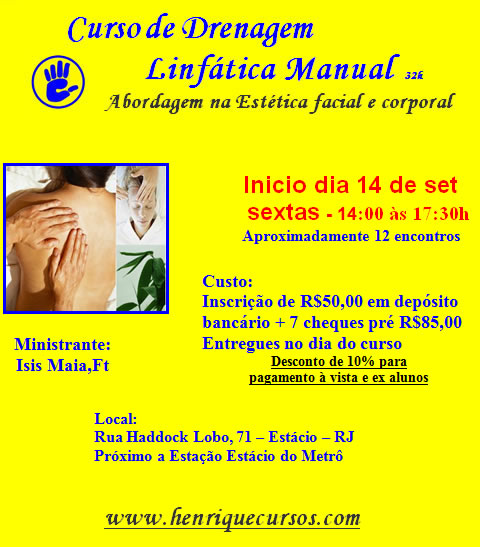 Curso de Drenagem
Linfática Manual 32h
Abordagem na Estética facial e corporal
Inicio dia 14 de set
sextas - 14:00 às 17:30h
Aproximadamente 12 encontros
Custo:
Inscrição de R$50,00 em depósito
bancário + 7 cheques pré R$85,00
Entregues no dia do curso
Desconto de 10% para
pagamento à vista e ex alunos
Ministrante:
Isis Maia,Ft
Local:
Rua Haddock Lobo, 71 – Estácio – RJ
Próximo a Estação Estácio do Metrô
www.henriquecursos.com